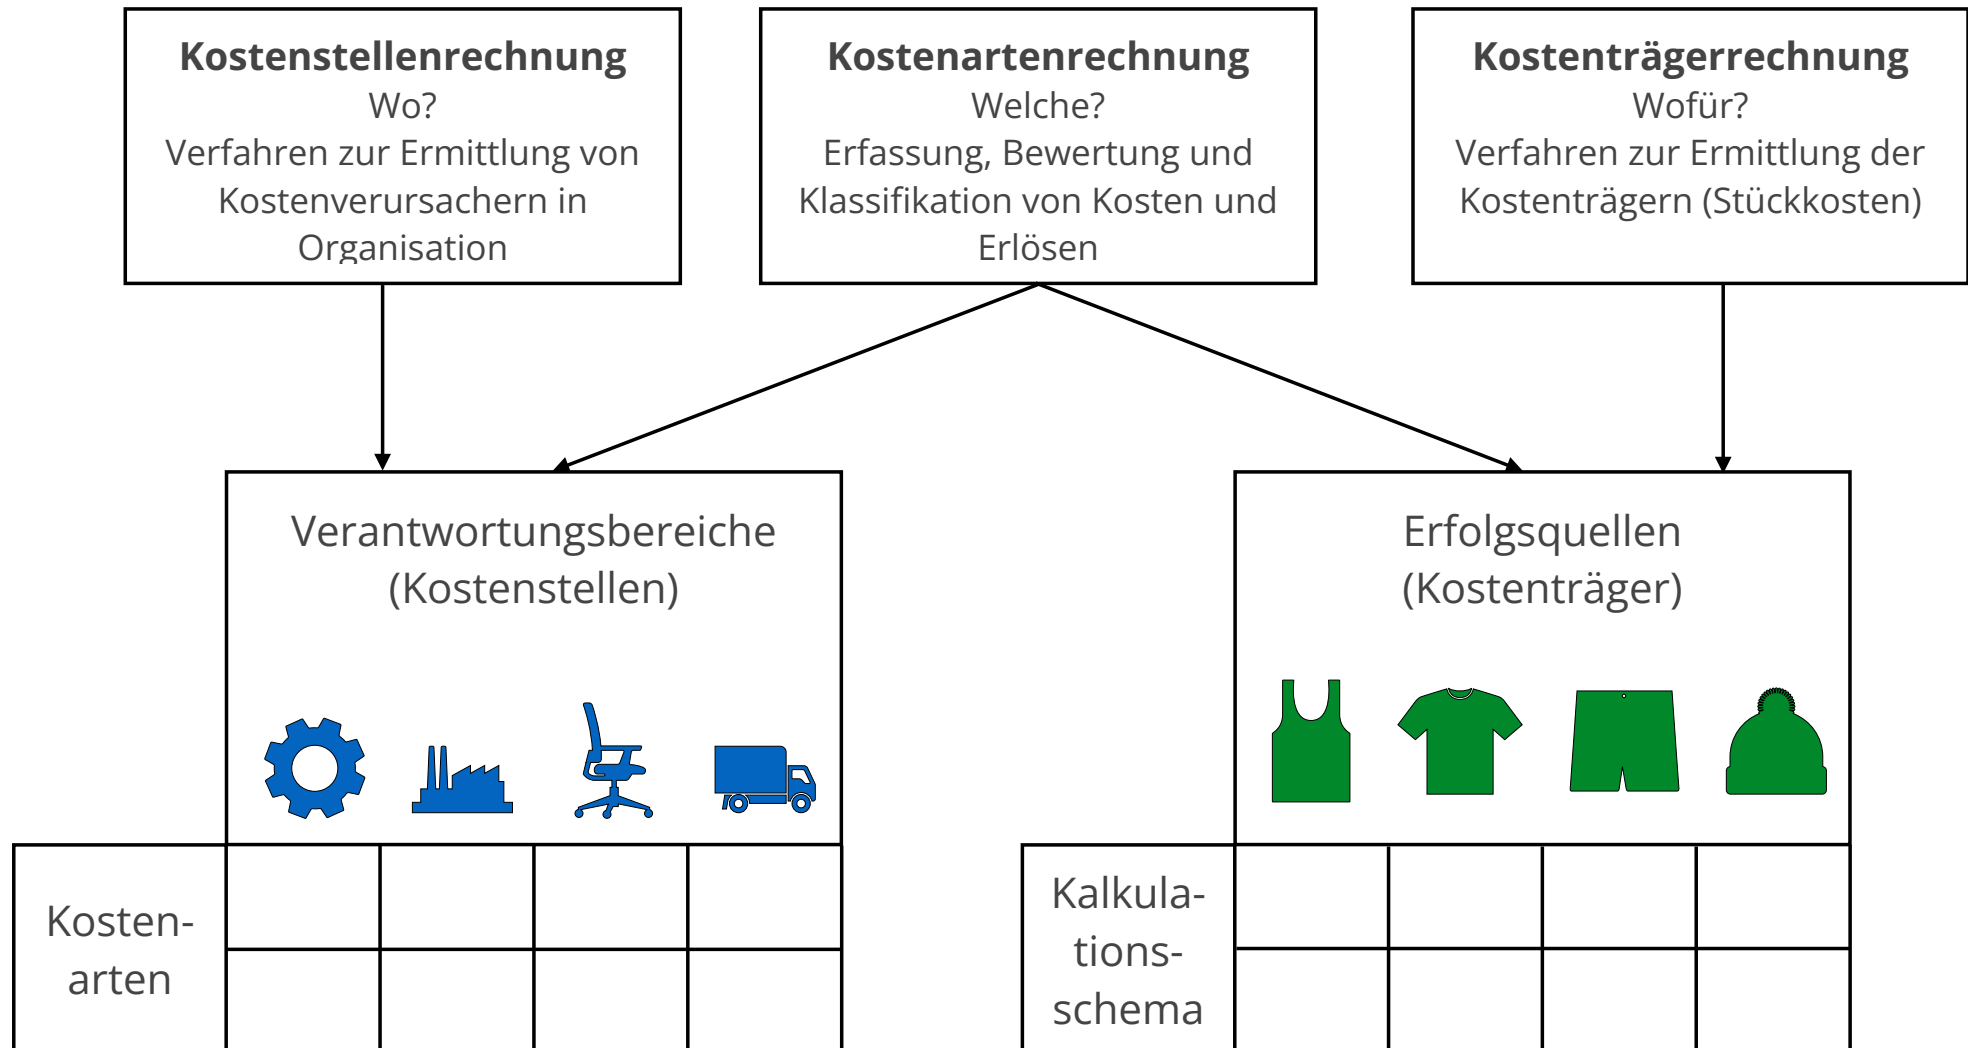 Kostenstellenrechnung
Wo?
Verfahren zur Ermittlung von
Kostenverursachern in
Organisation
Kostenartenrechnung
Welche?
Erfassung, Bewertung und
Klassifikation von Kosten und
Erlösen
Kostenträgerrechnung
Wofür?
Verfahren zur Ermittlung der
Kostenträgern (Stückkosten)
Verantwortungsbereiche
(Kostenstellen)
Erfolgsquellen
(Kostenträger)
Kosten-
arten
Kalkula-
tions-
schema